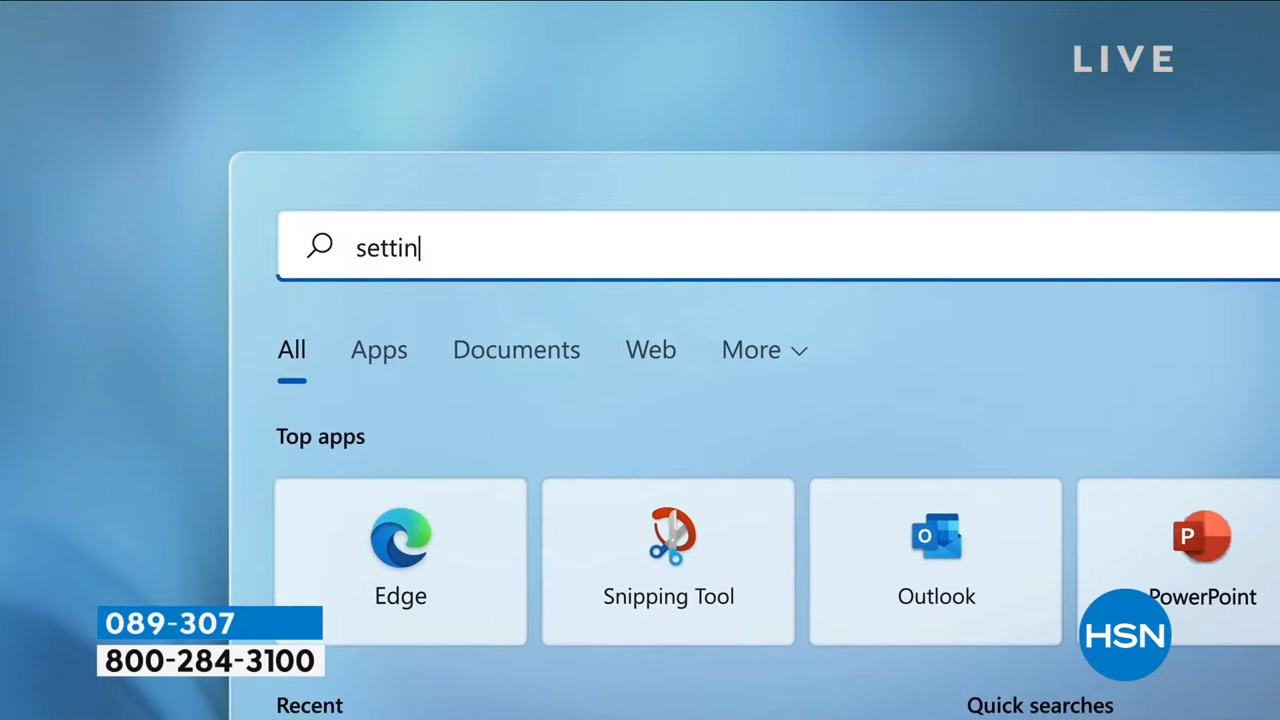 LIVE
settin
All Apps Documents Web More
Top apps
Edge Snipping Tool Outlook PowerPoint
089-307
800-284-3100
HSN
Recent Quick searches